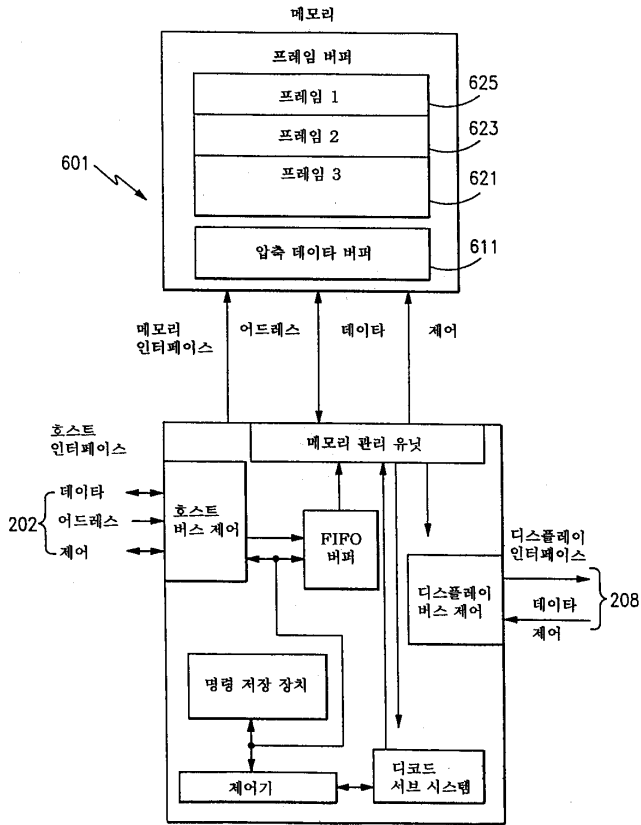 메모리
프레임 버퍼
프레임 1
625
프레임 2
623
프레임 3
621
601
압축 데이타 버퍼
611
메모리
인터페이스
어드레스
데이타
제어
호스트
인터페이스
메모리 관리 유닛
데이타
202
어드레스
제어
호스트
버스 제어
FIFO
버퍼
디스플레이
인터페이스
디스플레이
버스 제어
데이타
208
제어
명령 저장 장치
제어기
디코드
서브 시스템